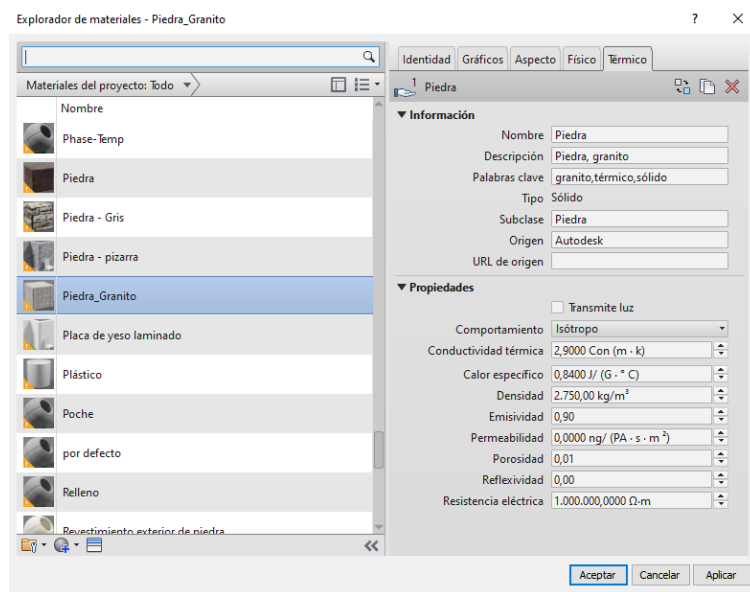 Explorador de materiales - Piedra_Granito
?
Materiales del proyecto: Todo
Nombre
Phase-Temp
Piedra
Piedra - Gris
Piedra - pizarra
Piedra_Granito
Placa de yeso laminado
Plástico
Poche
por defecto
Relleno
Revestimiento exterior de piedra
Identidad Gráficos Aspecto Físico Térmico
1 Piedra
Información
Nombre Piedra
Descripción Piedra, granito
Palabras clave granito,térmico,sólido
Tipo Sólido
Subclase Piedra
Origen Autodesk
URL de origen
Propiedades
Transmite luz
Comportamiento Isótropo
Conductividad térmica 2,9000 Con (m · k)
Calor específico 0,8400 J/ (G · ° C)
Densidad 2.750,00 kg/m³
Emisividad 0,90
Permeabilidad 0,0000 ng/ (PA · s · m ²)
Porosidad 0,01
Reflexividad 0,00
Resistencia eléctrica 1.000.000,0000 Ω·m
Aceptar Cancelar Aplicar